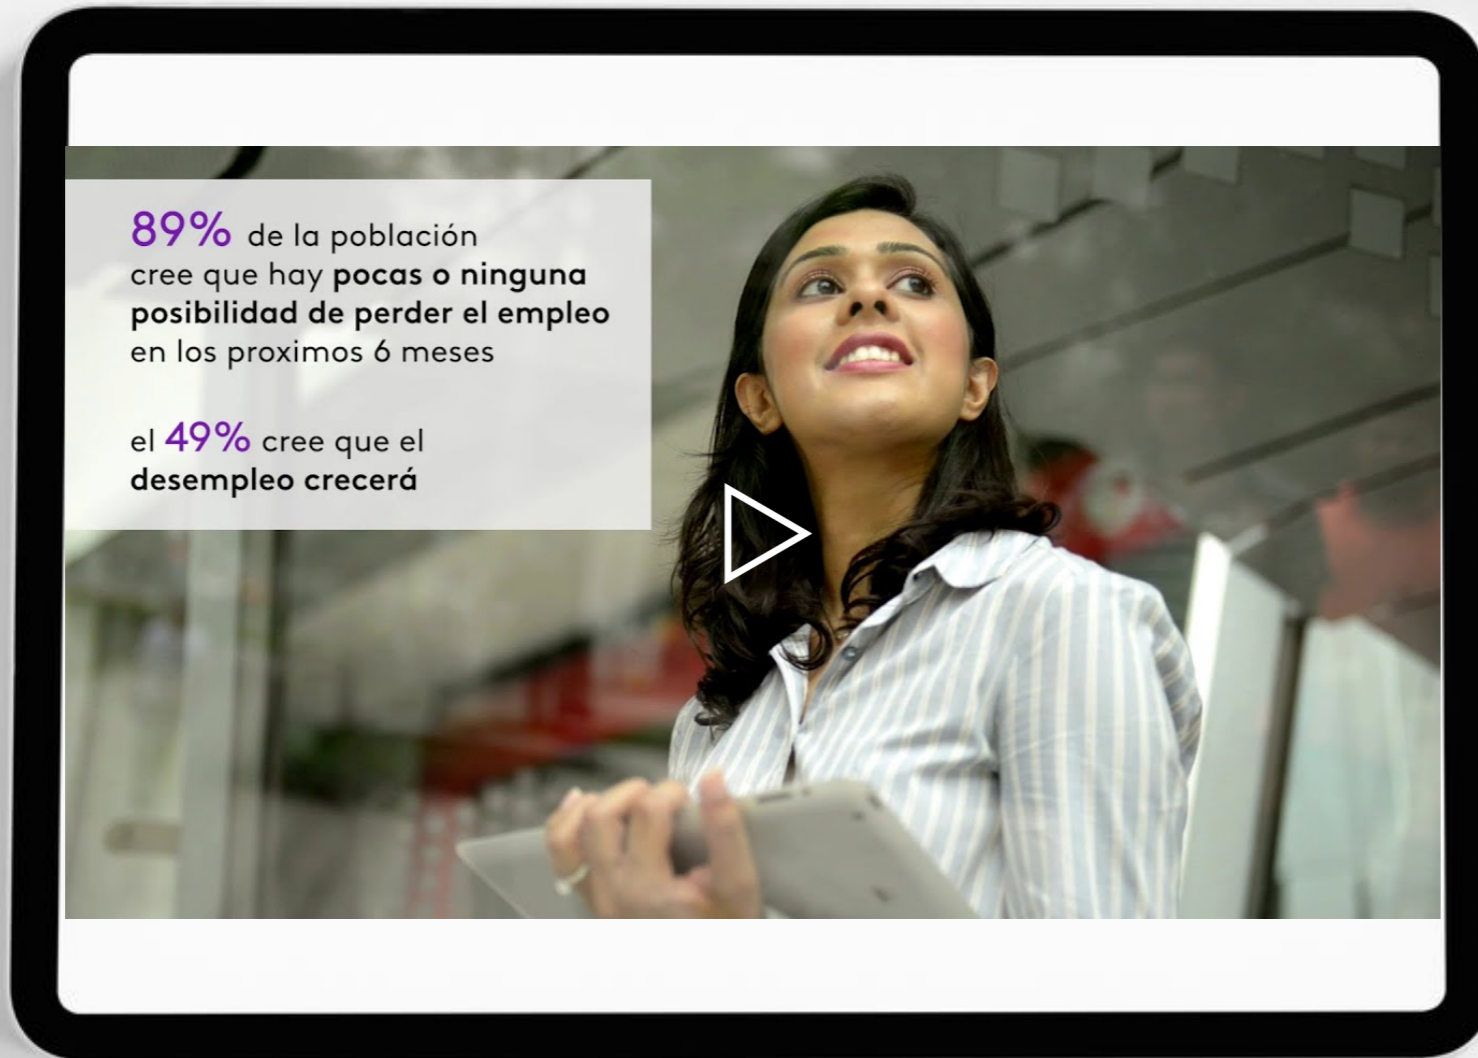 89% de la población
cree que hay pocas o ninguna
posibilidad de perder el empleo
en los proximos 6 meses
el 49% cree que el
desempleo crecerá